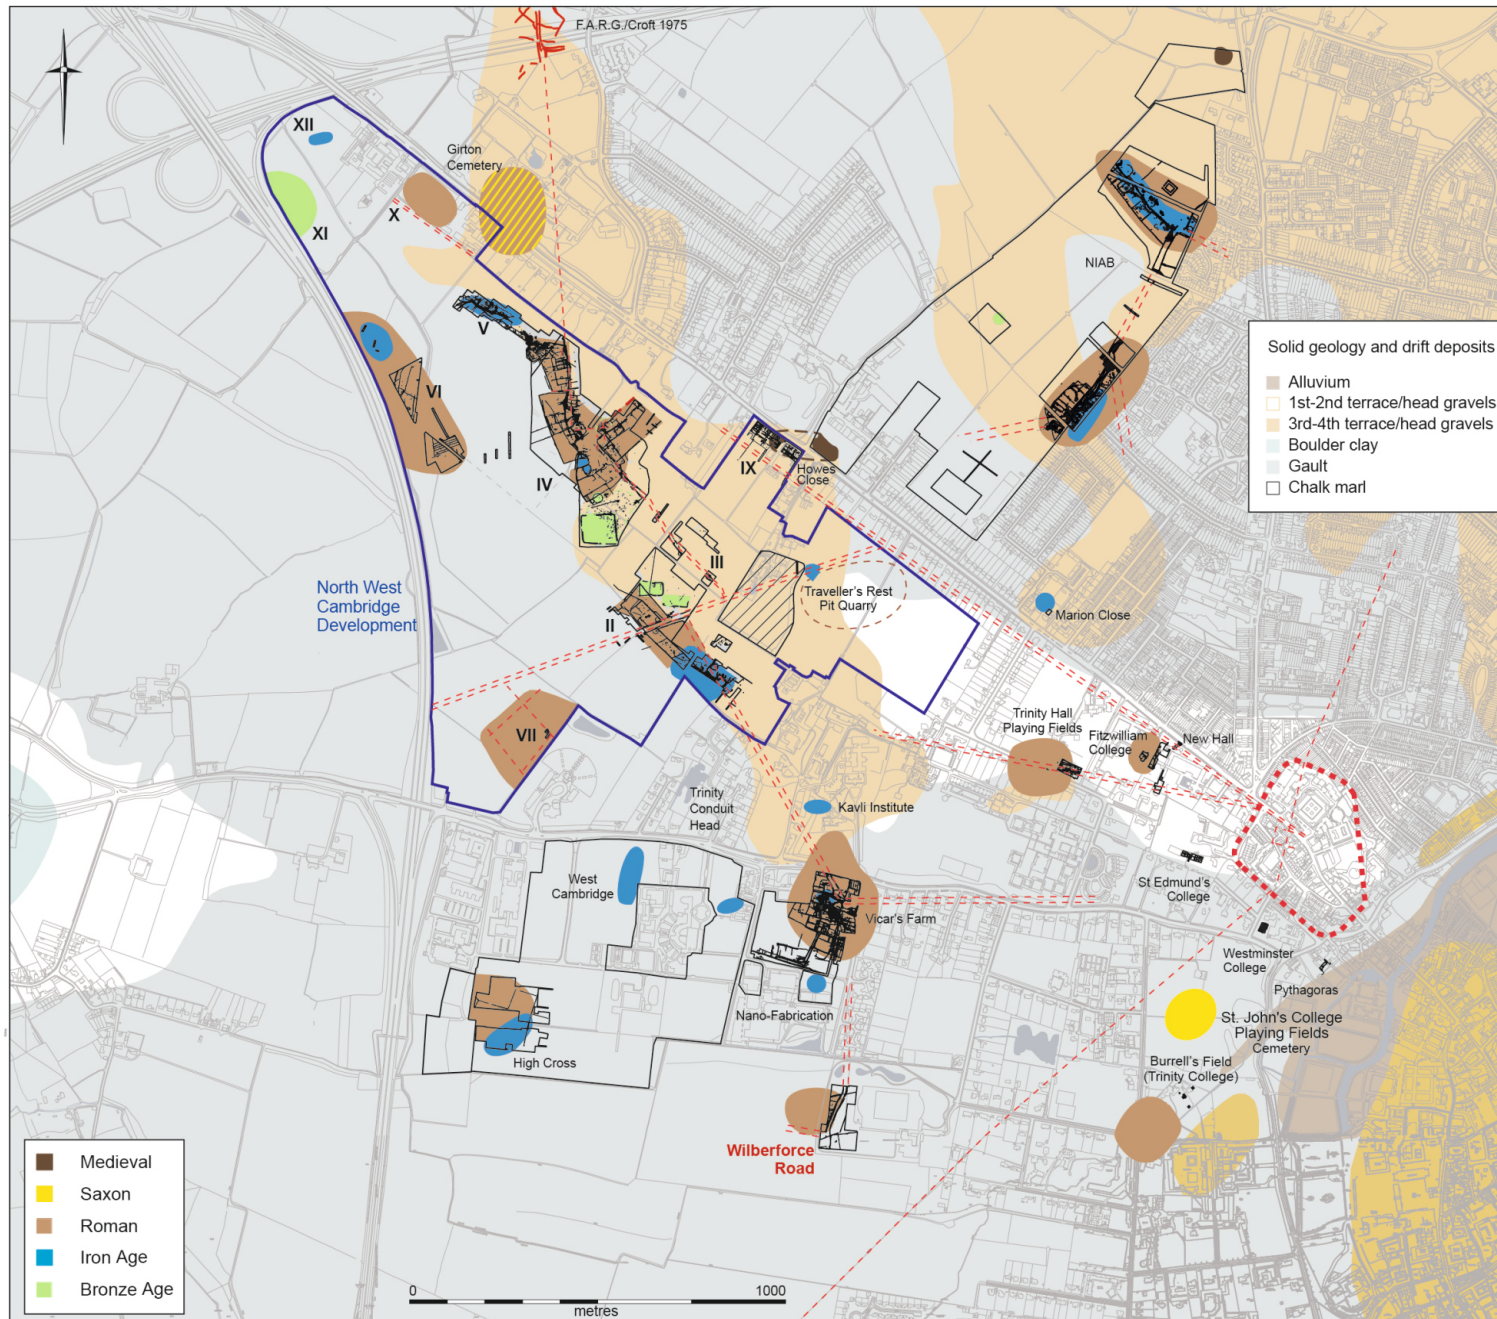 F.A.R.G./Croft 1975
XII
Girton
Cemetery
X
XI
NIAB
V
VI
Solid geology and drift deposits
Alluvium
1st-2nd terrace/head gravels
3rd-4th terrace/head gravels
Boulder clay
Gault
Chalk marl
IX
Howes
Close
IV
III
I
North West
Cambridge
Development
Traveller's Rest
Pit Quarry
Marion Close
II
VII
Trinity Hall
Playing Fields
Fitzwilliam
College
New Hall
Trinity
Conduit
Head
Kavli Institute
West
Cambridge
St Edmund's
College
Vicar's Farm
Westminster
College
Pythagoras
Nano-Fabrication
St. John's College
Playing Fields
Cemetery
High Cross
Burrell's Field
(Trinity College)
Wilberforce
Road
Medieval
Saxon
Roman
Iron Age
Bronze Age
0
1000
metres